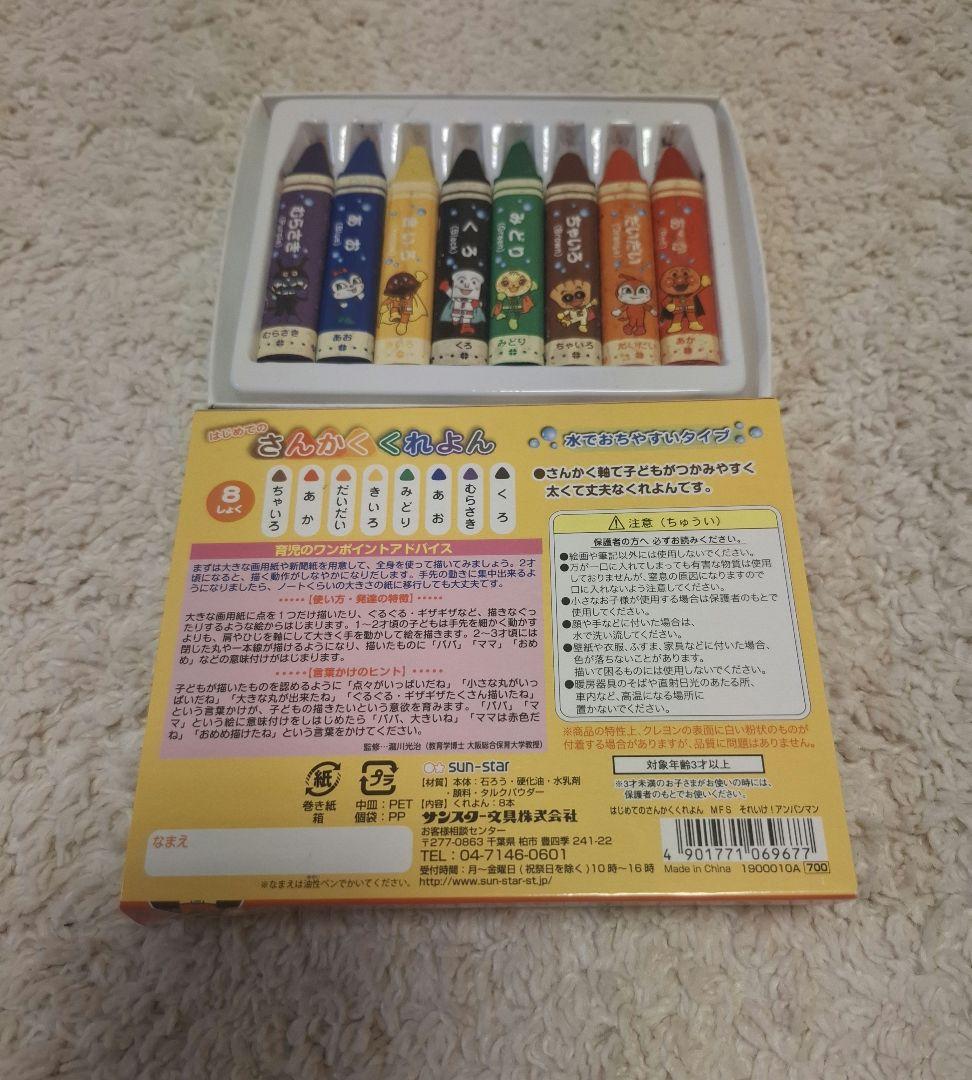 むらさき
(Purple)
むらさき
あお
(Blue)
あお
きいろ
くろ
(Black)
くろ
みどり
(Green)
みどり
ちゃいろ
(Brown)
ちゃいろ
だいだい
(Orange)
だいだい
あか
(Red)
あか
はじめての
さんかくくれよん
水でおちやすいタイプ
8しょく
ちゃいろ
あか
だいだい
きいろ
みどり
あお
むらさき
くろ
●さんかく軸で子どもがつかみやすく
太くて丈夫なくれよんです。
育児のワンポイントアドバイス
まずは大きな画用紙や新聞紙を用意して、全身を使って描いてみましょう。2才
頃になると、描く動作がしなやかになりだします。手先の動きに集中出来るよ
うになりましたら、ノートくらいの大きさの紙に移行しても大丈夫です。
•••••【使い方・発達の特徴】•••••
大きな画用紙に点を1つだけ描いたり、ぐるぐる・ギザギザなど、描きなぐっ
たりするような絵からはじまります。1～2才頃の子どもは手先を細かく動かす
よりも、肩やひじを軸にして大きく手を動かして絵を描きます。2～3才頃には
閉じた丸や一本線が描けるようになり、描いたものに「パパ」「ママ」「おめ
め」などの意味付けがはじまります。
•••••【言葉かけのヒント】•••••
子どもが描いたものを認めるように「点々がいっぱいだね」「小さな丸がいっ
ぱいだね」「大きな丸が出来たね」「ぐるぐる・ギザギザたくさん描いたね」
という言葉かけが、子どもの描きたいという意欲を育みます。「パパ」「マ
マ」という絵に意味付けをしはじめたら「パパ、大きいね」「ママは赤色だ
ね」「おめめ描けたね」という言葉をかけてください。
監修…瀧川光治(教育学博士 大阪総合保育大学教授)
注意(ちゅうい)
保護者の方へ 必ずお読みください。
●絵画や筆記以外には使用しないでください。
●万が一口に入れてしまっても有害な物質は使用
しておりませんが、窒息の原因になりますので
口に入れないよう注意してください。
●小さなお子様が使用する場合は保護者のもとで
使用してください。
●顔や手などに付いた場合は、
水で洗い流してください。
●壁紙や衣服、ふすま、家具などに付いた場合、
色が落ちないことがあります。
描いて困るものには使用しないでください。
●暖房器具のそばや直射日光のあたる所、
車内など、高温になる場所に
置かないでください。
※商品の特性上、クレヨンの表面に白い粉状のものが
付着する場合がありますが、品質に問題はありません。
対象年齢3才以上
※3才未満のお子さまがお使いの時には、
保護者のもとでお使いください。
紙
巻き紙
箱
プラ
中皿:PET
個袋:PP
sun-star
【材質】本体:石ろう・硬化油・水乳剤
・顔料・タルクパウダー
【内容】くれよん:8本
サンスター文具株式会社
お客様相談センター
〒277-0863 千葉県 柏市 豊四季 241-22
TEL:04-7146-0601
受付時間:月～金曜日(祝祭日を除く)10時～16時
http://www.sun-star-st.jp/
なまえ
※なまえは油性ペンでかいてください。
はじめてのさんかくくれよん MFS それいけ!アンパンマン
4 901771 069677
Made in China 1900010A 700